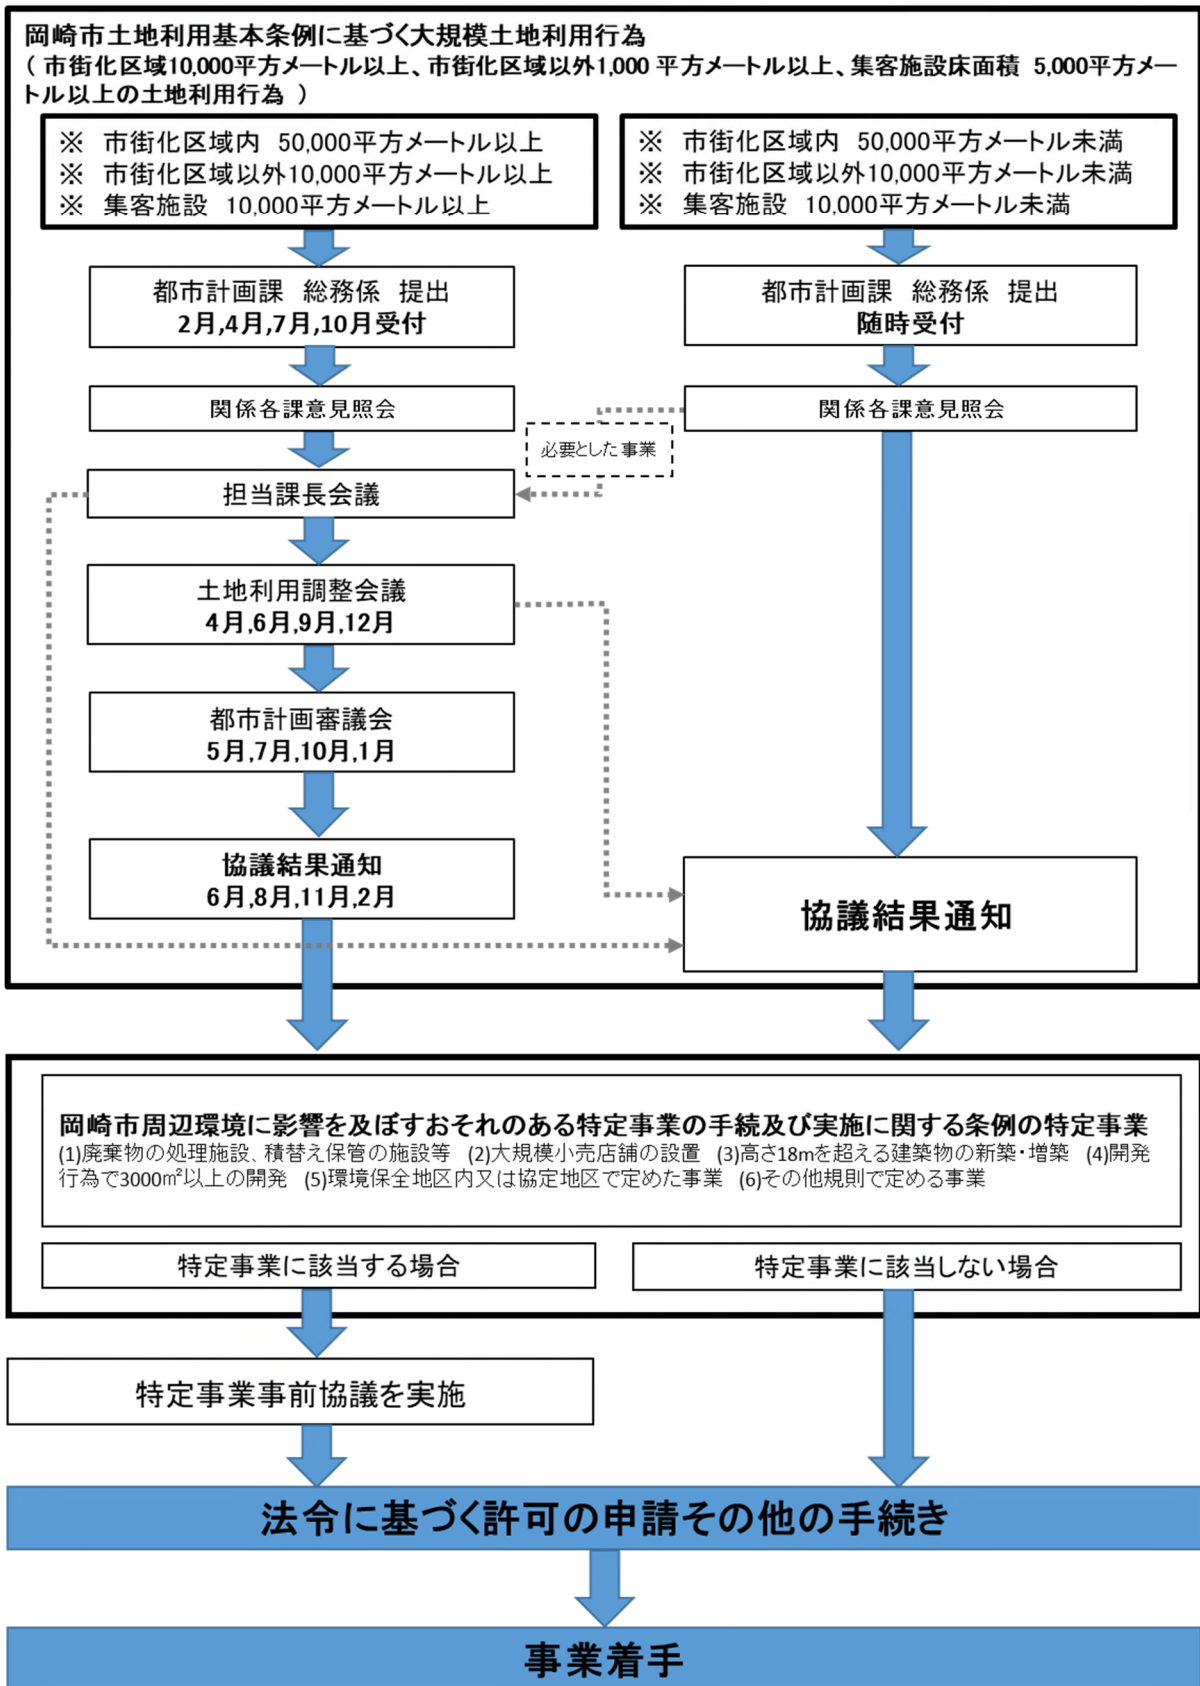 岡崎市土地利用基本条例に基づく大規模土地利用行為
（ 市街化区域10,000平方メートル以上、市街化区域以外1,000 平方メートル以上、集客施設床面積 5,000平方メー
トル以上の土地利用行為 ）
※ 市街化区域内 50,000平方メートル以上
※ 市街化区域以外10,000平方メートル以上
※ 集客施設 10,000平方メートル以上
※ 市街化区域内 50,000平方メートル未満
※ 市街化区域以外10,000平方メートル未満
※ 集客施設 10,000平方メートル未満
都市計画課 総務係 提出
2月,4月,7月,10月受付
都市計画課 総務係 提出
随時受付
関係各課意見照会
関係各課意見照会
必要とした事業
担当課長会議
土地利用調整会議
4月,6月,9月,12月
都市計画審議会
5月,7月,10月,1月
協議結果通知
6月,8月,11月,2月
協議結果通知
岡崎市周辺環境に影響を及ぼすおそれのある特定事業の手続及び実施に関する条例の特定事業
(1)廃棄物の処理施設、積替え保管の施設等 (2)大規模小売店舗の設置 (3)高さ18mを超える建築物の新築・増築 (4)開発
行為で3000㎡以上の開発 (5)環境保全地区内又は協定地区で定めた事業 (6)その他規則で定める事業
特定事業に該当する場合
特定事業に該当しない場合
特定事業事前協議を実施
法令に基づく許可の申請その他の手続き
事業着手